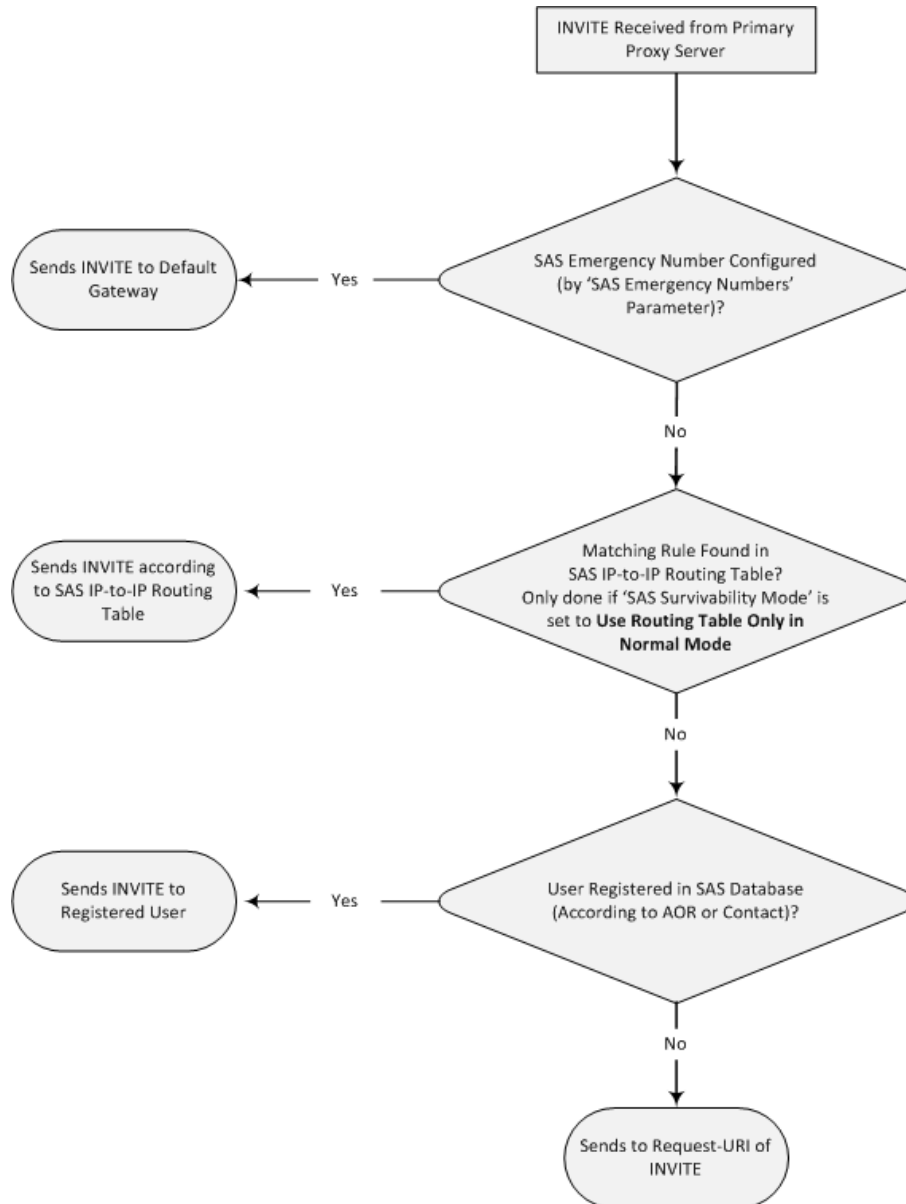 INVITE Received from Primary
Proxy Server
SAS Emergency Number Configured
(by ‘SAS Emergency Numbers’
Parameter)?
Yes
Sends INVITE to Default
Gateway
No
Matching Rule Found in
SAS IP-to-IP Routing Table?
Only done if ‘SAS Survivability Mode’ is
set to Use Routing Table Only in
Normal Mode
Yes
Sends INVITE according
to SAS IP-to-IP Routing
Table
No
User Registered in SAS Database
(According to AOR or Contact)?
Yes
Sends INVITE to
Registered User
No
Sends to Request-URI of
INVITE